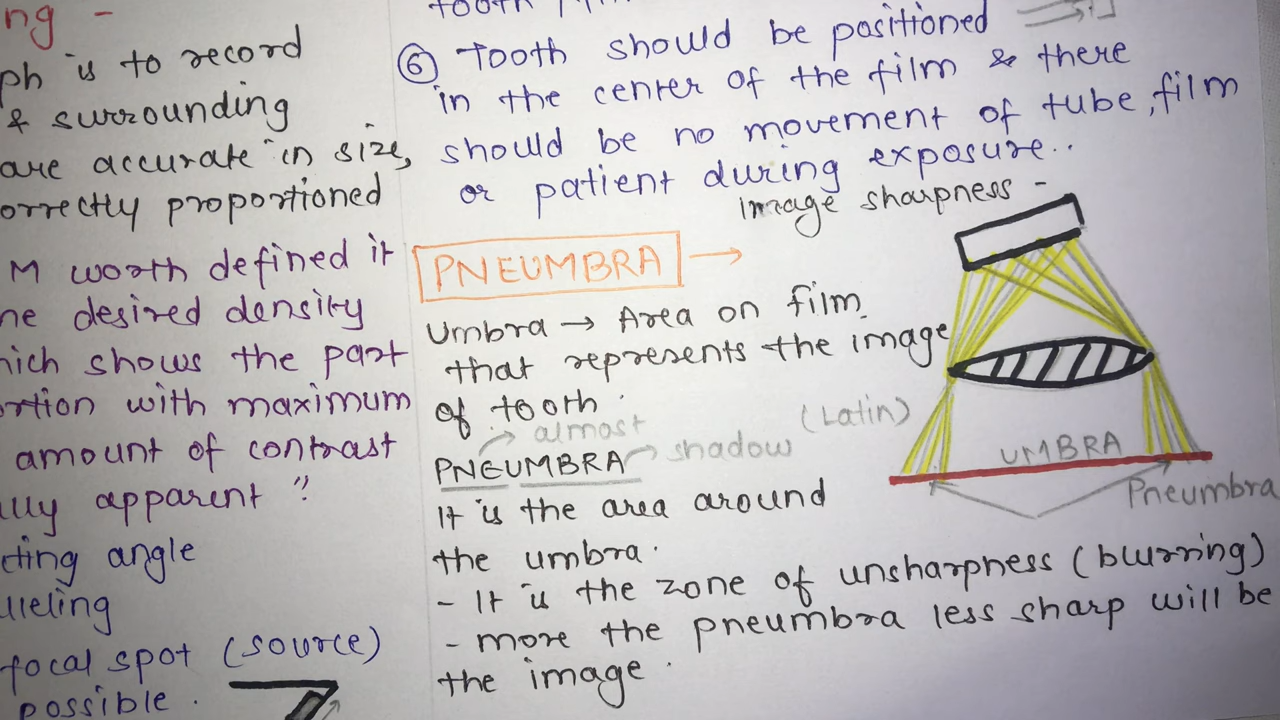 ng -
ph is to record
& surrounding
are accurate in size,
orrectly proportioned
M worth defined it
ne desired density
hich shows the part
ortion with maximum
amount of contrast
lly apparent "
cting angle
lleling
focal spot (source)
possible.
tooth
⑥ Tooth should be positioned
in the center of the film & there
should be no movement of tube, film
or patient during exposure..
Image sharpness -
PNEUMBRA →
Umbra → Area on film
that represents the image
of tooth.
almost
(Latin)
PNEUMBRA shadow
It is the area around
the umbra.
- It is the zone of unsharpness (blurring)
- more the pneumbra less sharp will be
the image.
UMBRA
Pneumbra